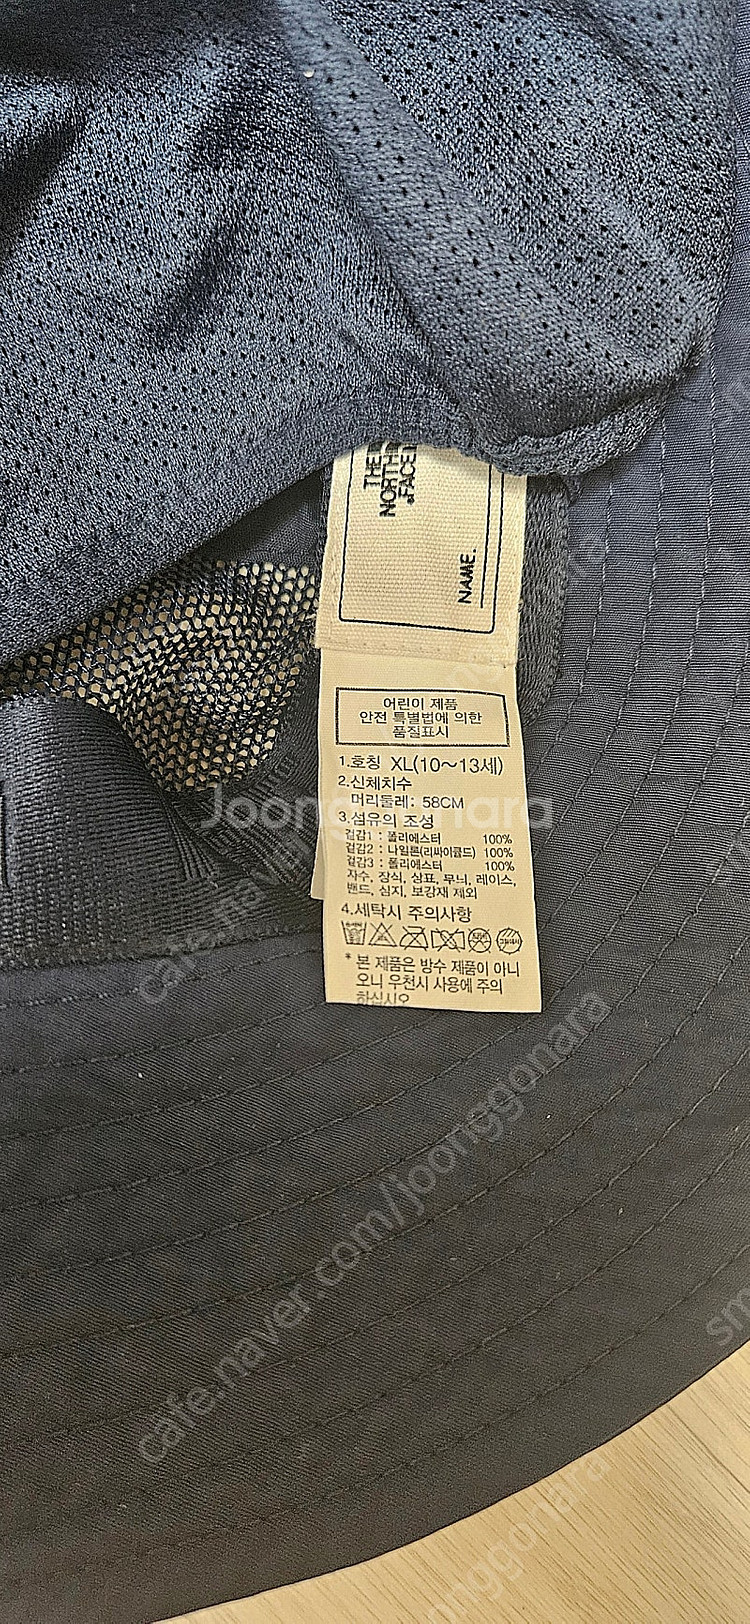 THE
NORTH
FACE
NAME.
어린이 제품
안전 특별법에 의한
품질표시
1.호칭 XL(10~13세)
2.신체치수
머리둘레: 58CM
3.섬유의 조성
겉감1 : 폴리에스터 100%
겉감2 : 나일론(리싸이클드) 100%
겉감3 : 폴리에스터 100%
자수, 장식, 상표, 무늬, 레이스,
밴드, 심지, 보강재 제외
4.세탁시 주의사항
* 본 제품은 방수 제품이 아니
오니 우천시 사용에 주의
하십시오
Joonggonara
cafe.naver.com/joonggonara